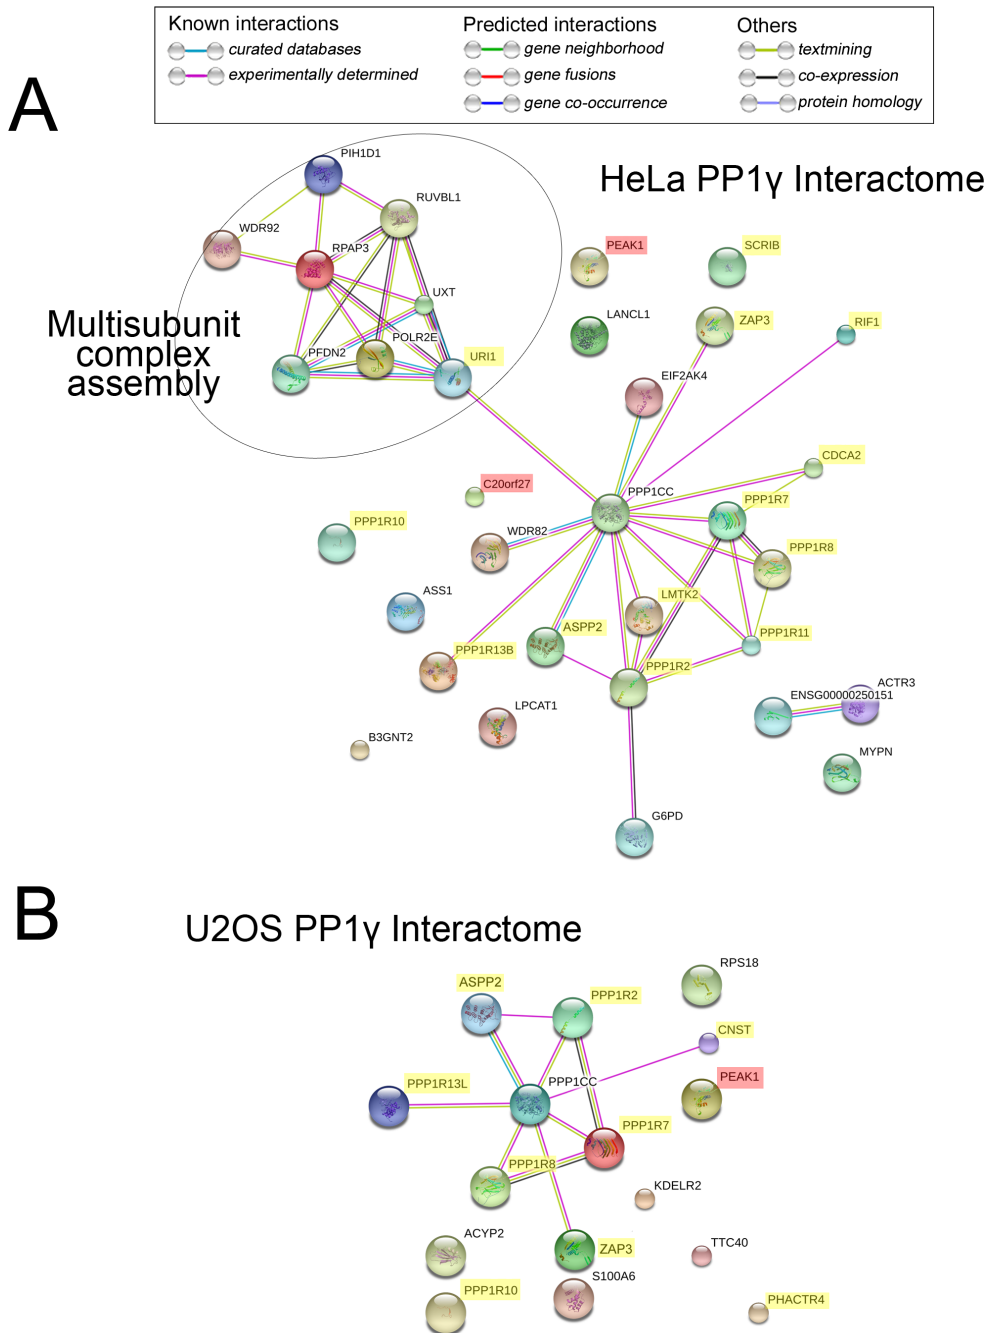 Known interactions
curated databases
experimentally determined
Predicted interactions
gene neighborhood
gene fusions
gene co-occurrence
Others
textmining
co-expression
protein homology
A
HeLa PP1γ Interactome
PIH1D1
RUVBL1
WDR92
RPAP3
UXT
POLR2E
PFDN2
URI1
Multisubunit
complex
assembly
PEAK1
SCRIB
LANCL1
ZAP3
RIF1
EIF2AK4
CDCA2
C20orf27
PPP1CC
PPP1R7
PPP1R10
WDR82
PPP1R8
ASS1
LMTK2
ASPP2
PPP1R11
PPP1R13B
PPP1R2
ENSG00000250151
ACTR3
LPCAT1
B3GNT2
MYPN
G6PD
B
U2OS PP1γ Interactome
RPS18
ASPP2
PPP1R2
CNST
PPP1R13L
PPP1CC
PEAK1
PPP1R7
PPP1R8
KDELR2
ACYP2
ZAP3
TTC40
S100A6
PPP1R10
PHACTR4